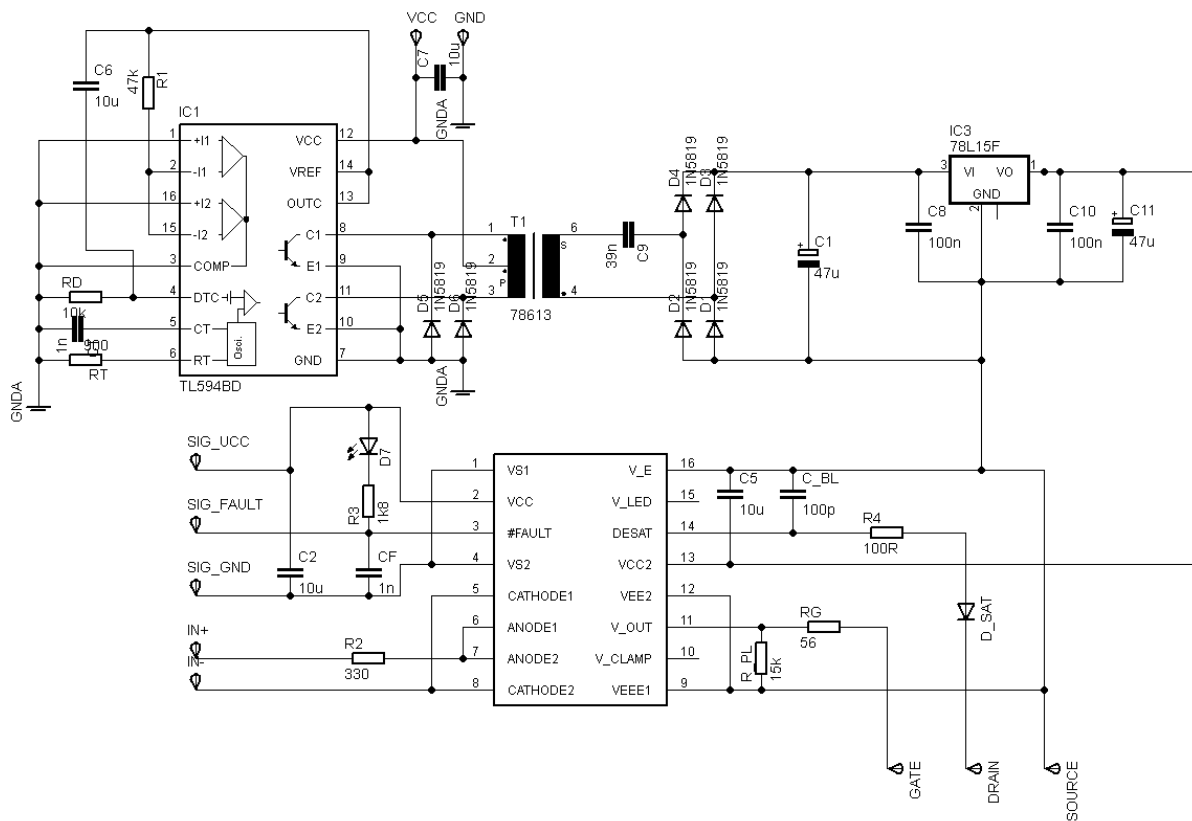 VCC GND
C7
10u
GNDA
C6
10u
47k
R1
IC1
1 +I1 VCC 12
2 -I1 VREF 14
16 +I2 OUTC 13
15 -I2 C1 8
3 COMP E1 9
4 DTC C2 11
5 CT E2 10
6 RT GND 7
Oscil.
TL594BD
RD
10k
1n
900
RT
GNDA
D5
1N5819
D6
1N5819
GNDA
T1
1
2
3
P
S
6
4
78613
39n
C9
D4
1N5819
D3
1N5819
D2
1N5819
D1
1N5819
+
C1
47u
IC3
78L15F
3 VI VO 1
GND
2
C8
100n
C10
100n
+
C11
47u
SIG_UCC
SIG_FAULT
SIG_GND
IN+
IN-
D7
R3
1k8
C2
10u
CF
1n
R2
330
1 VS1 V_E 16
2 VCC V_LED 15
3 #FAULT DESAT 14
4 VS2 VCC2 13
5 CATHODE1 VEE2 12
6 ANODE1 V_OUT 11
7 ANODE2 V_CLAMP 10
8 CATHODE2 VEEE1 9
C5
10u
C_BL
100p
R4
100R
D_SAT
RG
56
R_PL
15k
GATE
DRAIN
SOURCE